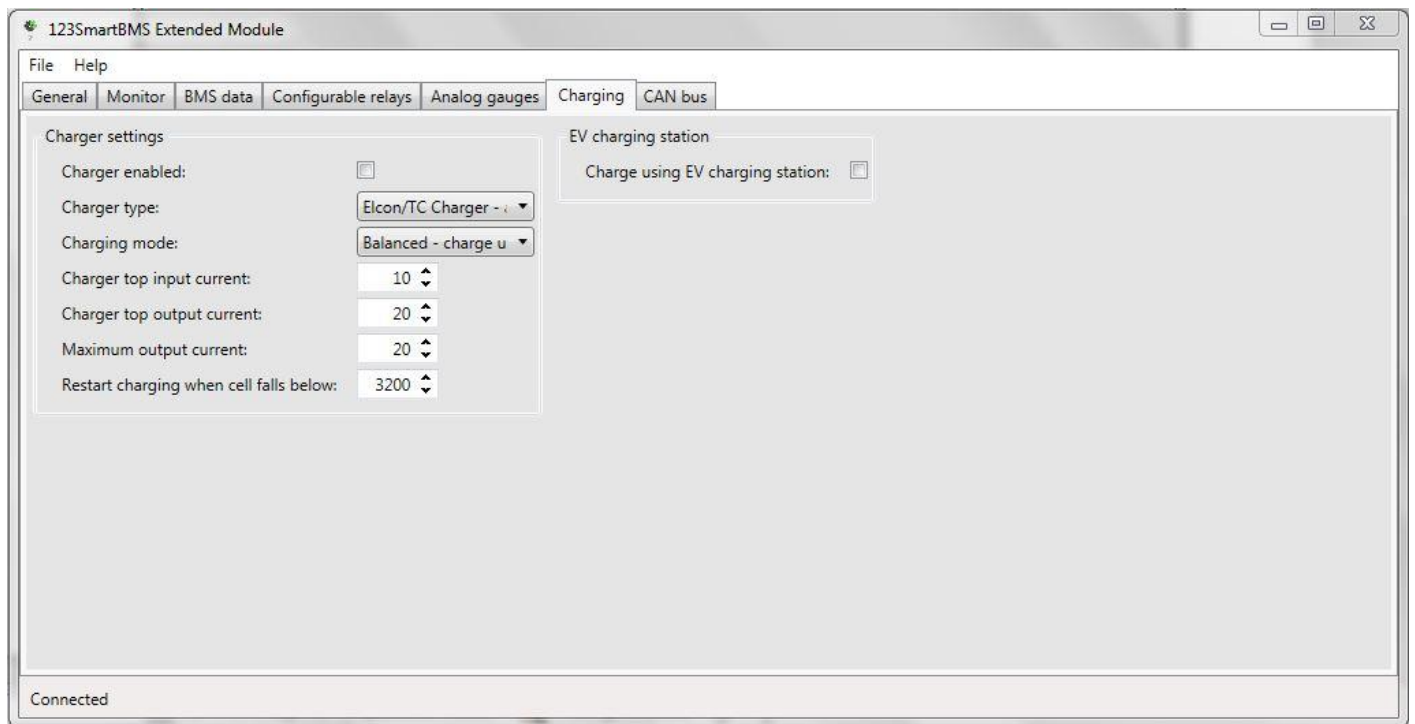 123SmartBMS Extended Module
File Help
General Monitor BMS data Configurable relays Analog gauges Charging CAN bus
Charger settings
Charger enabled:
Charger type: Elcon/TC Charger -
Charging mode: Balanced - charge u
Charger top input current: 10
Charger top output current: 20
Maximum output current: 20
Restart charging when cell falls below: 3200
EV charging station
Charge using EV charging station:
Connected